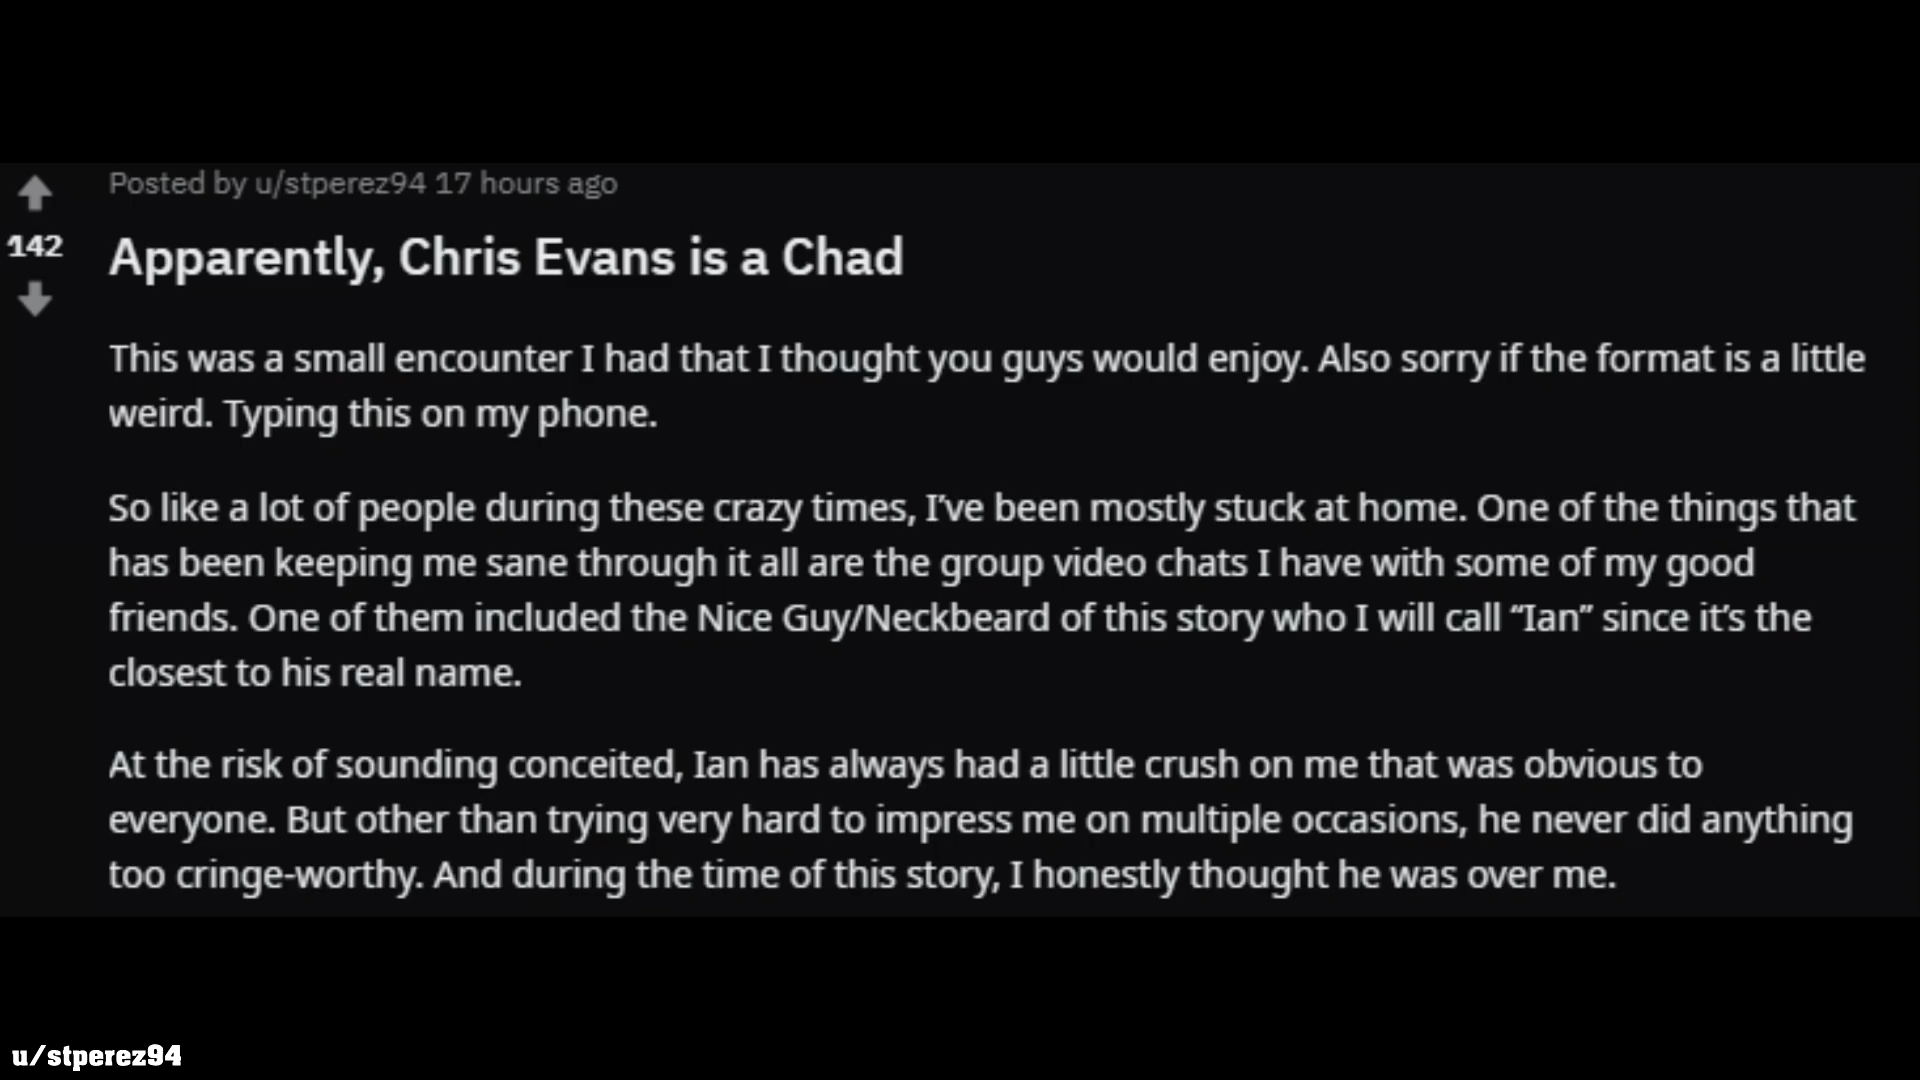 Posted by u/stperez94 17 hours ago
142
Apparently, Chris Evans is a Chad
This was a small encounter I had that I thought you guys would enjoy. Also sorry if the format is a little
weird. Typing this on my phone.
So like a lot of people during these crazy times, I’ve been mostly stuck at home. One of the things that
has been keeping me sane through it all are the group video chats I have with some of my good
friends. One of them included the Nice Guy/Neckbeard of this story who I will call “Ian” since it’s the
closest to his real name.
At the risk of sounding conceited, Ian has always had a little crush on me that was obvious to
everyone. But other than trying very hard to impress me on multiple occasions, he never did anything
too cringe-worthy. And during the time of this story, I honestly thought he was over me.
u/stperez94